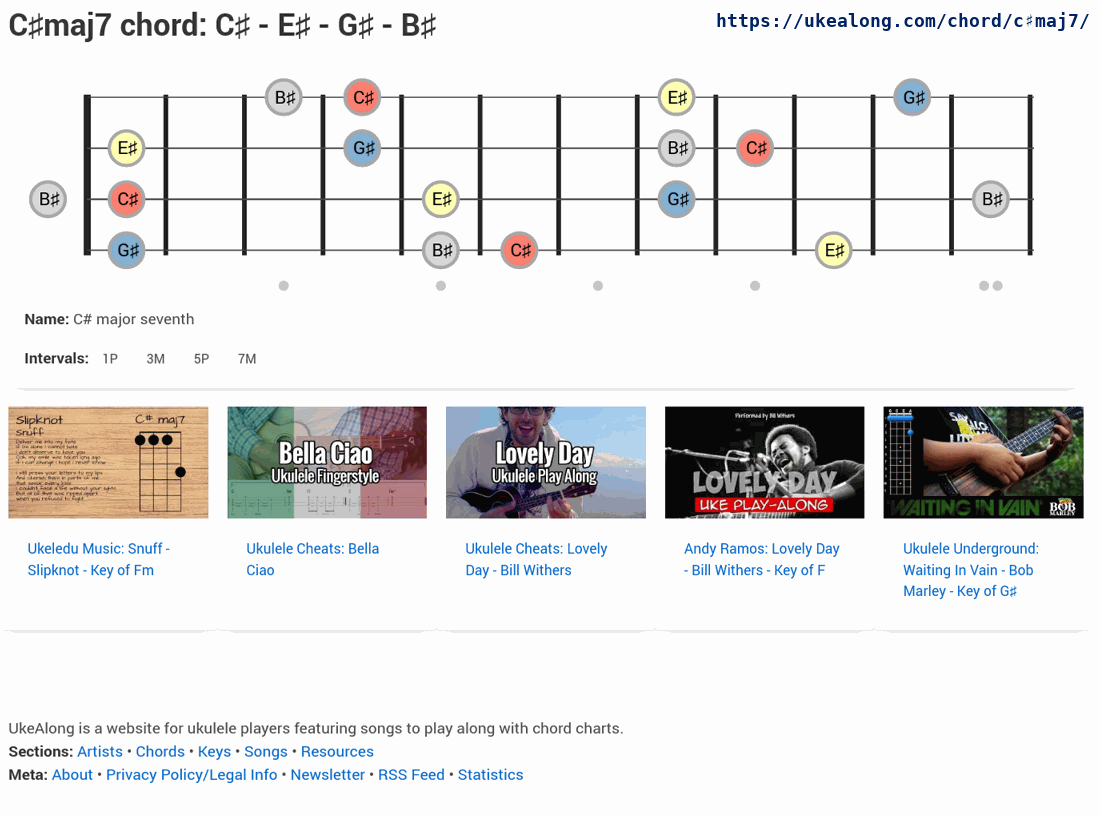 C♯maj7 chord: C♯ - E♯ - G♯ - B♯
https://ukealong.com/chord/c♯maj7/
B♯ C♯ E♯ G♯
E♯ G♯ B♯ C♯
B♯ C♯ E♯ G♯ B♯
G♯ B♯ C♯ E♯
Name: C# major seventh
Intervals: 1P 3M 5P 7M
Slipknot
Snuff
C# maj7
Bella Ciao
Ukulele Fingerstyle
Lovely Day
Ukulele Play Along
Performed by Bill Withers
LOVELY DAY
UKE PLAY-ALONG
WAITING IN VAIN
BOB
MARLEY
Ukeledu Music: Snuff -
Slipknot - Key of Fm
Ukulele Cheats: Bella
Ciao
Ukulele Cheats: Lovely
Day - Bill Withers
Andy Ramos: Lovely Day
- Bill Withers - Key of F
Ukulele Underground:
Waiting In Vain - Bob
Marley - Key of G♯
UkeAlong is a website for ukulele players featuring songs to play along with chord charts.
Sections: Artists • Chords • Keys • Songs • Resources
Meta: About • Privacy Policy/Legal Info • Newsletter • RSS Feed • Statistics